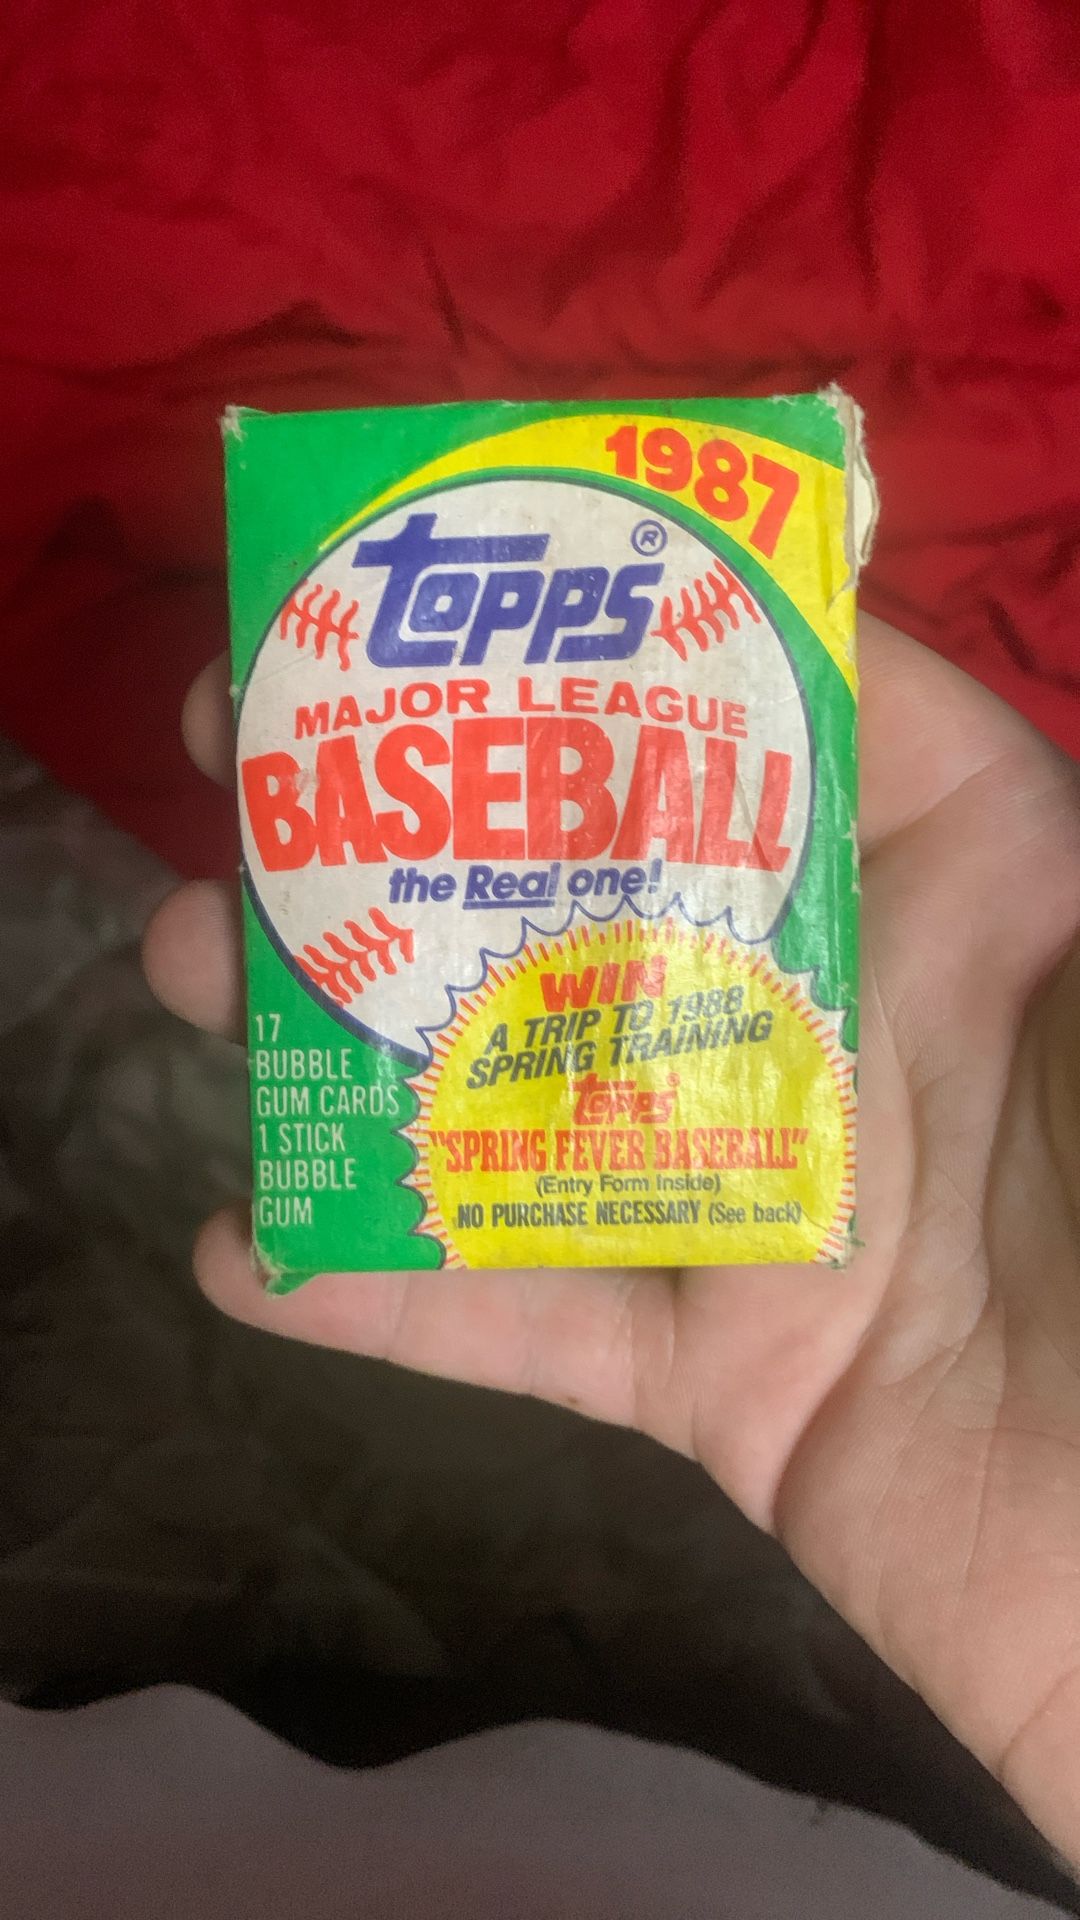 1987
Topps®
MAJOR LEAGUE
BASEBALL
the Real one!
17
BUBBLE
GUM CARDS
1 STICK
BUBBLE
GUM
WIN
A TRIP TO 1988
SPRING TRAINING
Topps®
"SPRING FEVER BASEBALL"
(Entry Form Inside)
NO PURCHASE NECESSARY (See back)